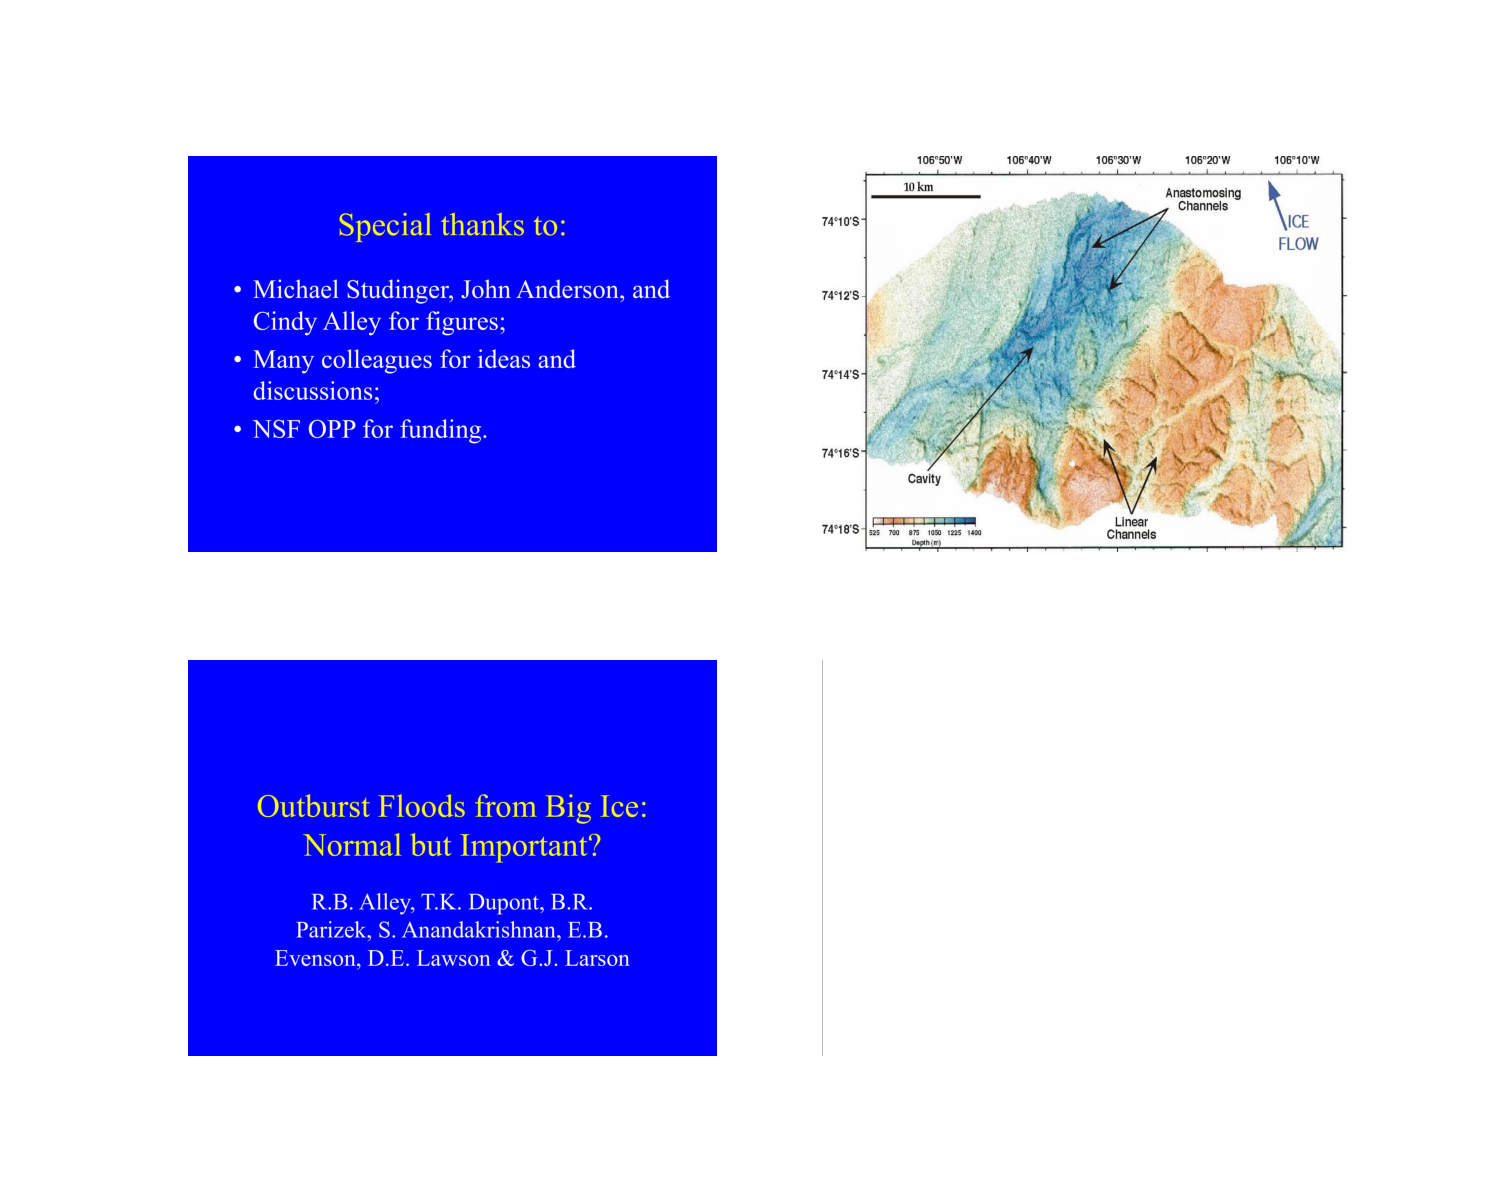 Special thanks to:
• Michael Studinger, John Anderson, and
Cindy Alley for figures;
• Many colleagues for ideas and
discussions;
• NSF OPP for funding.
106°50'W 106°40'W 106°30'W 106°20'W 106°10'W
10 km
Anastomosing
Channels
ICE
FLOW
74°10'S
74°12'S
74°14'S
74°16'S
74°18'S
Cavity
Linear
Channels
525 700 875 1050 1225 1400
Depth (m)
Outburst Floods from Big Ice:
Normal but Important?
R.B. Alley, T.K. Dupont, B.R.
Parizek, S. Anandakrishnan, E.B.
Evenson, D.E. Lawson & G.J. Larson